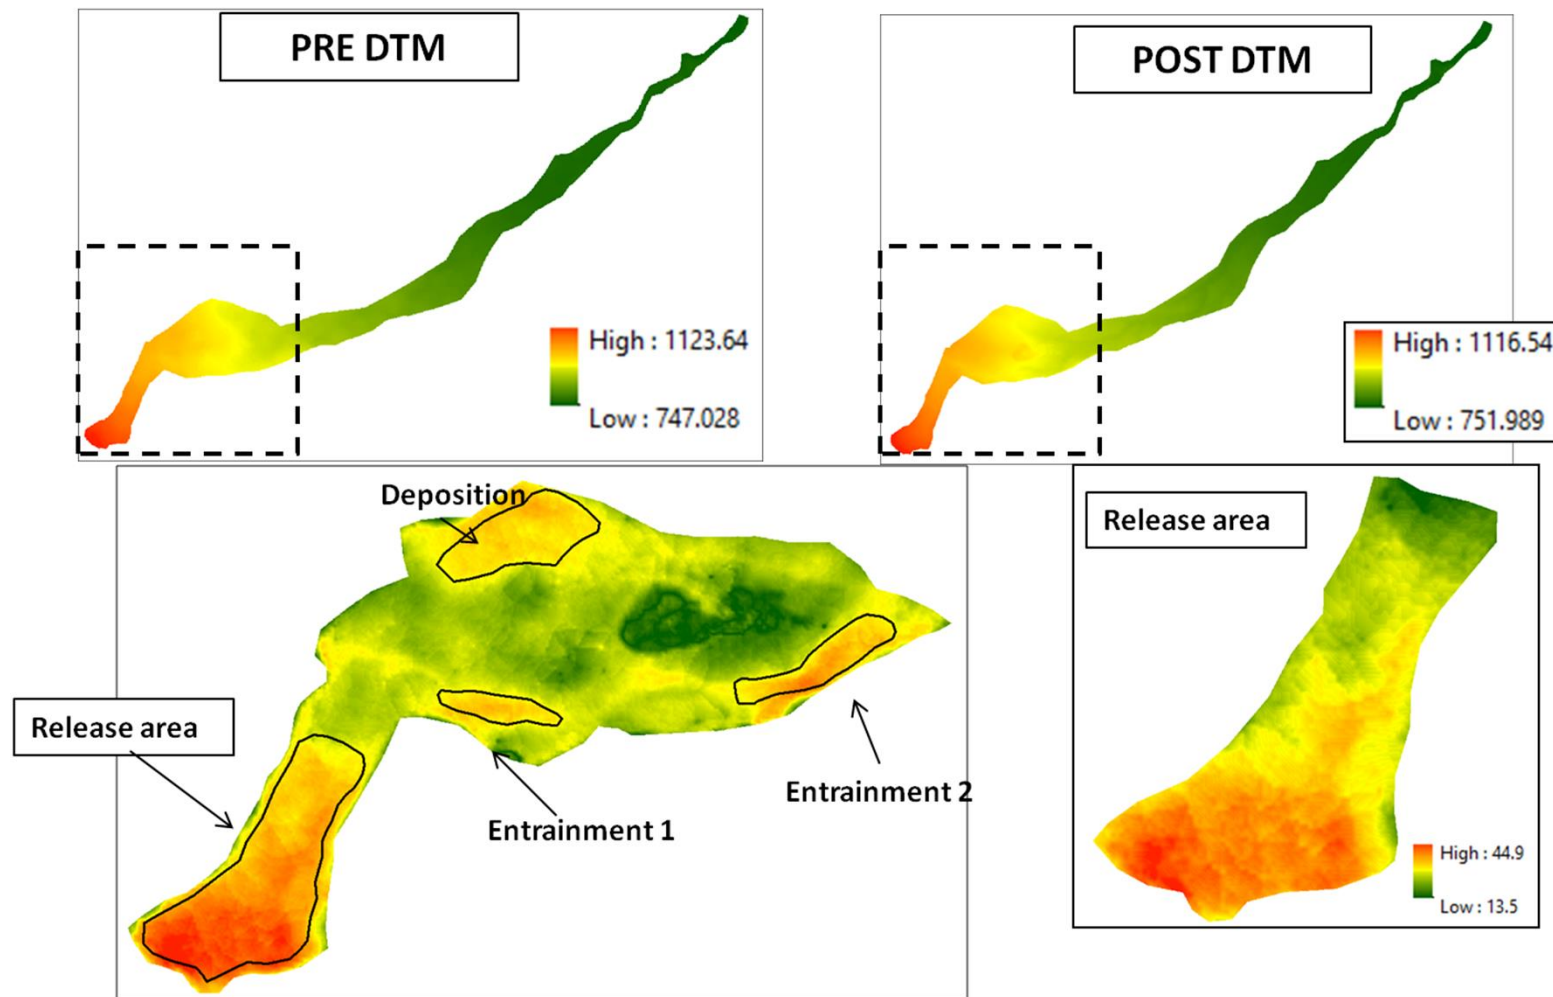 PRE DTM
High : 1123.64
Low : 747.028
POST DTM
High : 1116.54
Low : 751.989
Deposition
Release area
Entrainment 1
Entrainment 2
Release area
High : 44.9
Low : 13.5